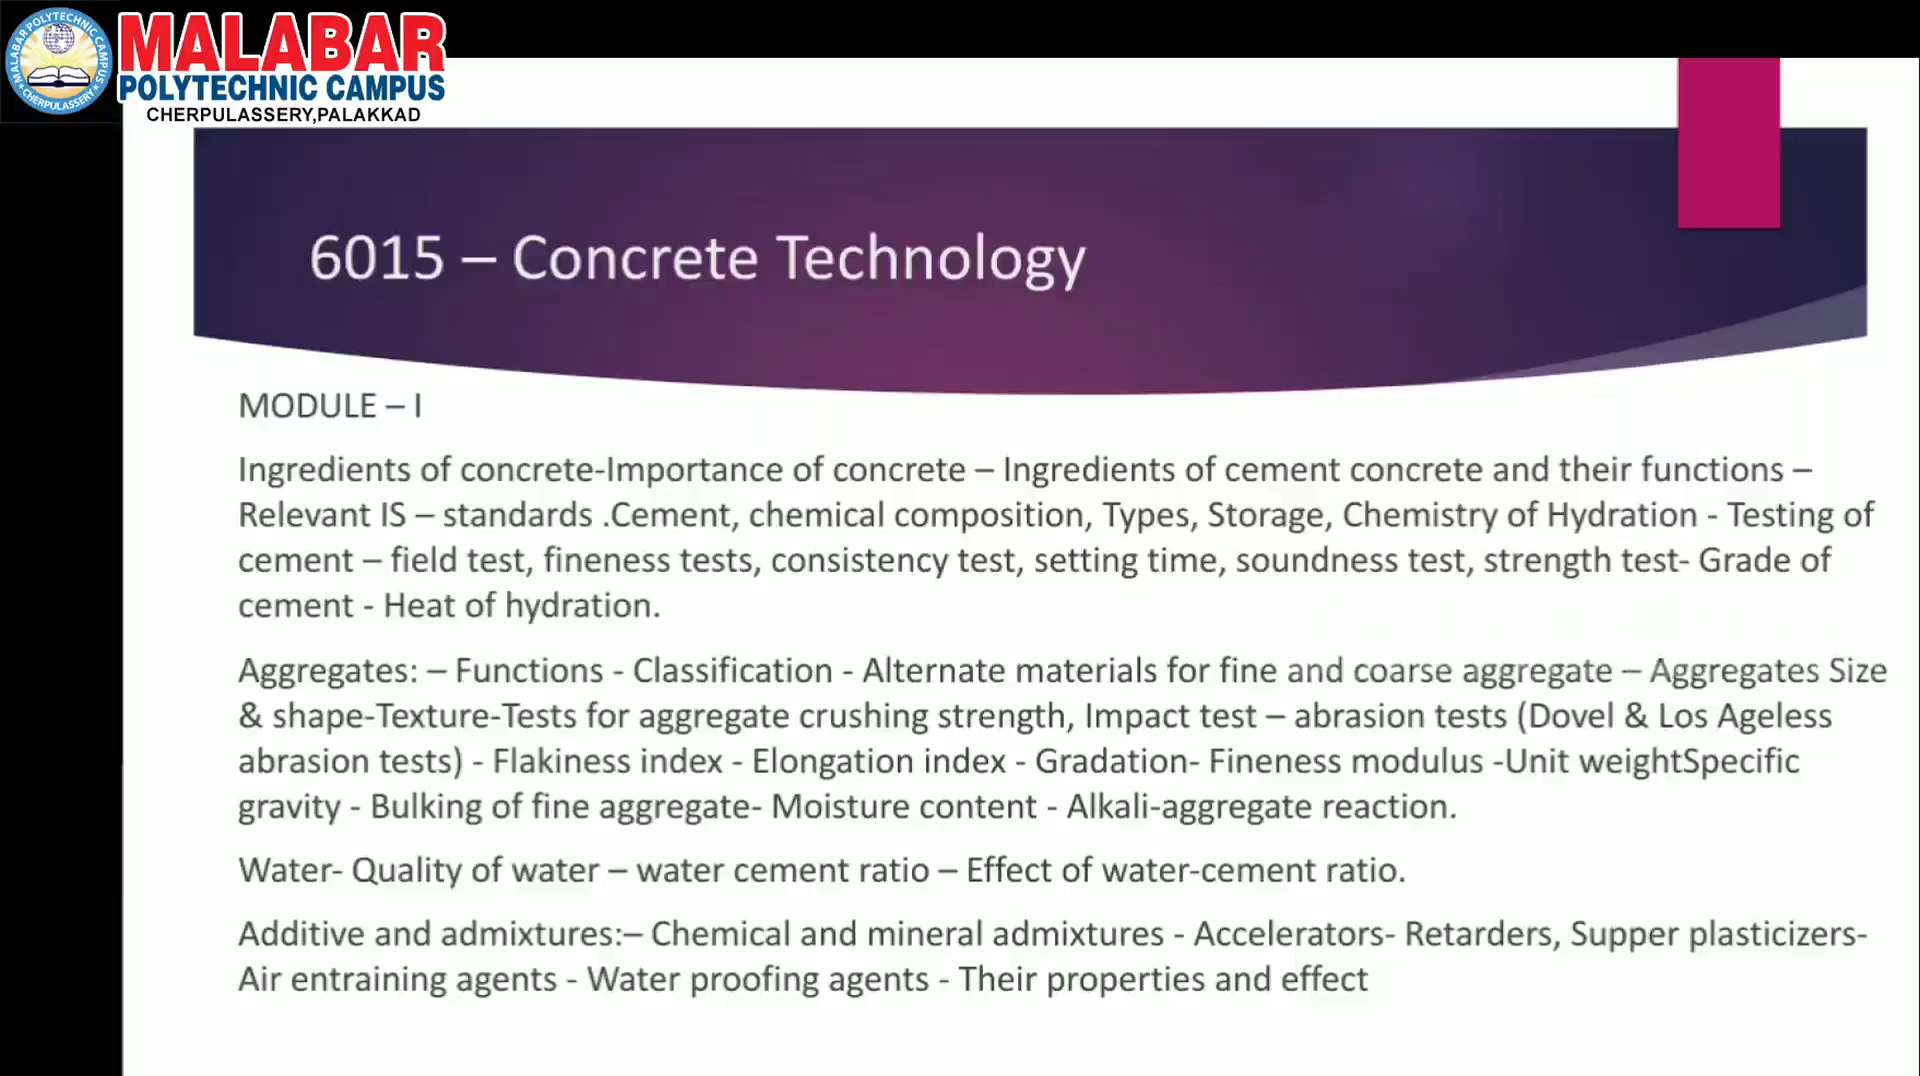 MALABAR POLYTECHNIC CAMPUS
CHERPULASSERY
MALABAR
POLYTECHNIC CAMPUS
CHERPULASSERY,PALAKKAD
6015 – Concrete Technology
MODULE – I
Ingredients of concrete-Importance of concrete – Ingredients of cement concrete and their functions –
Relevant IS – standards .Cement, chemical composition, Types, Storage, Chemistry of Hydration - Testing of
cement – field test, fineness tests, consistency test, setting time, soundness test, strength test- Grade of
cement - Heat of hydration.
Aggregates: – Functions - Classification - Alternate materials for fine and coarse aggregate – Aggregates Size
& shape-Texture-Tests for aggregate crushing strength, Impact test – abrasion tests (Dovel & Los Ageless
abrasion tests) - Flakiness index - Elongation index - Gradation- Fineness modulus -Unit weightSpecific
gravity - Bulking of fine aggregate- Moisture content - Alkali-aggregate reaction.
Water- Quality of water – water cement ratio – Effect of water-cement ratio.
Additive and admixtures:– Chemical and mineral admixtures - Accelerators- Retarders, Supper plasticizers-
Air entraining agents - Water proofing agents - Their properties and effect